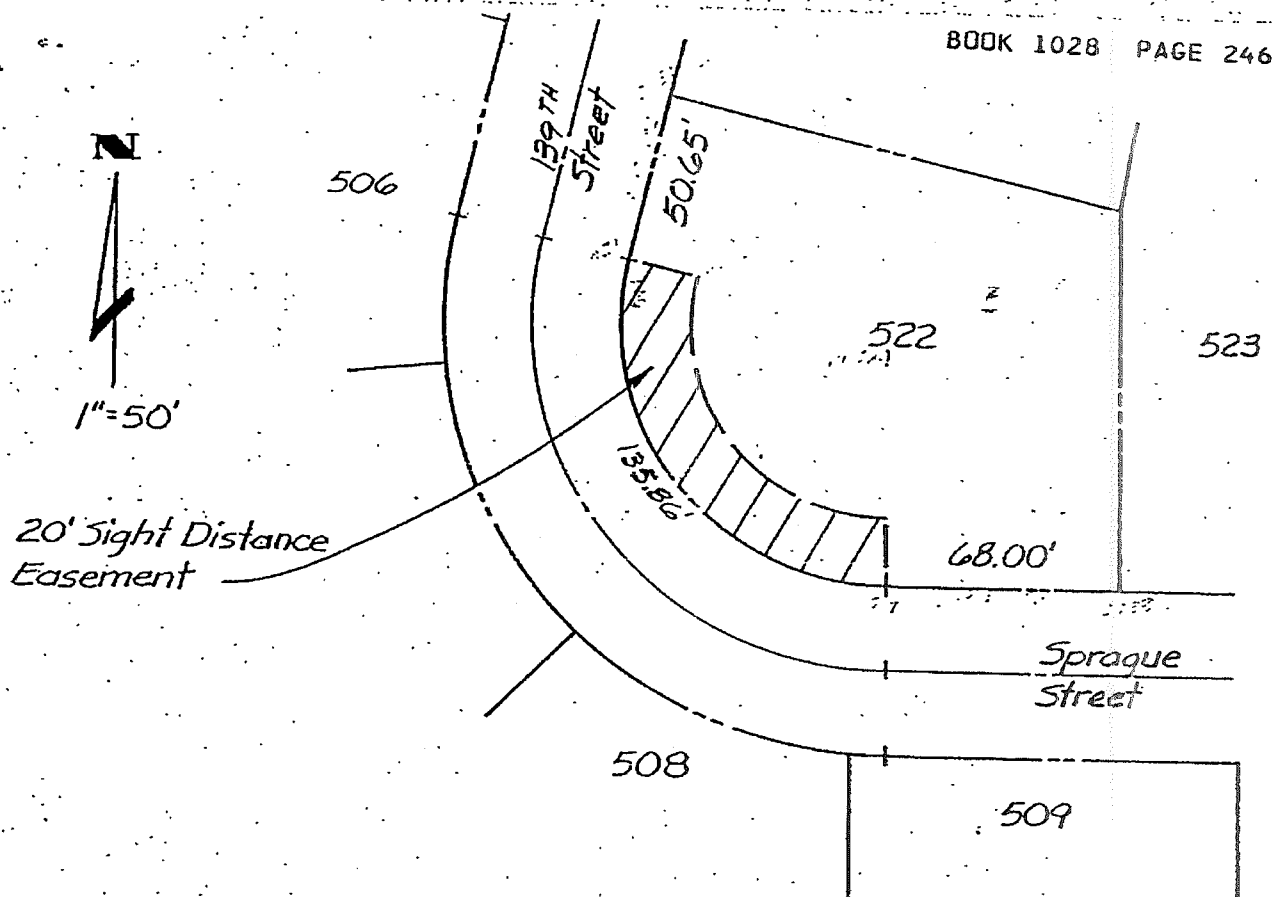 BOOK 1028 PAGE 246
N
1"=50'
506
139TH
Street
50.65'
522
523
135.86'
20' Sight Distance
Easement
68.00'
Sprague
Street
508
509